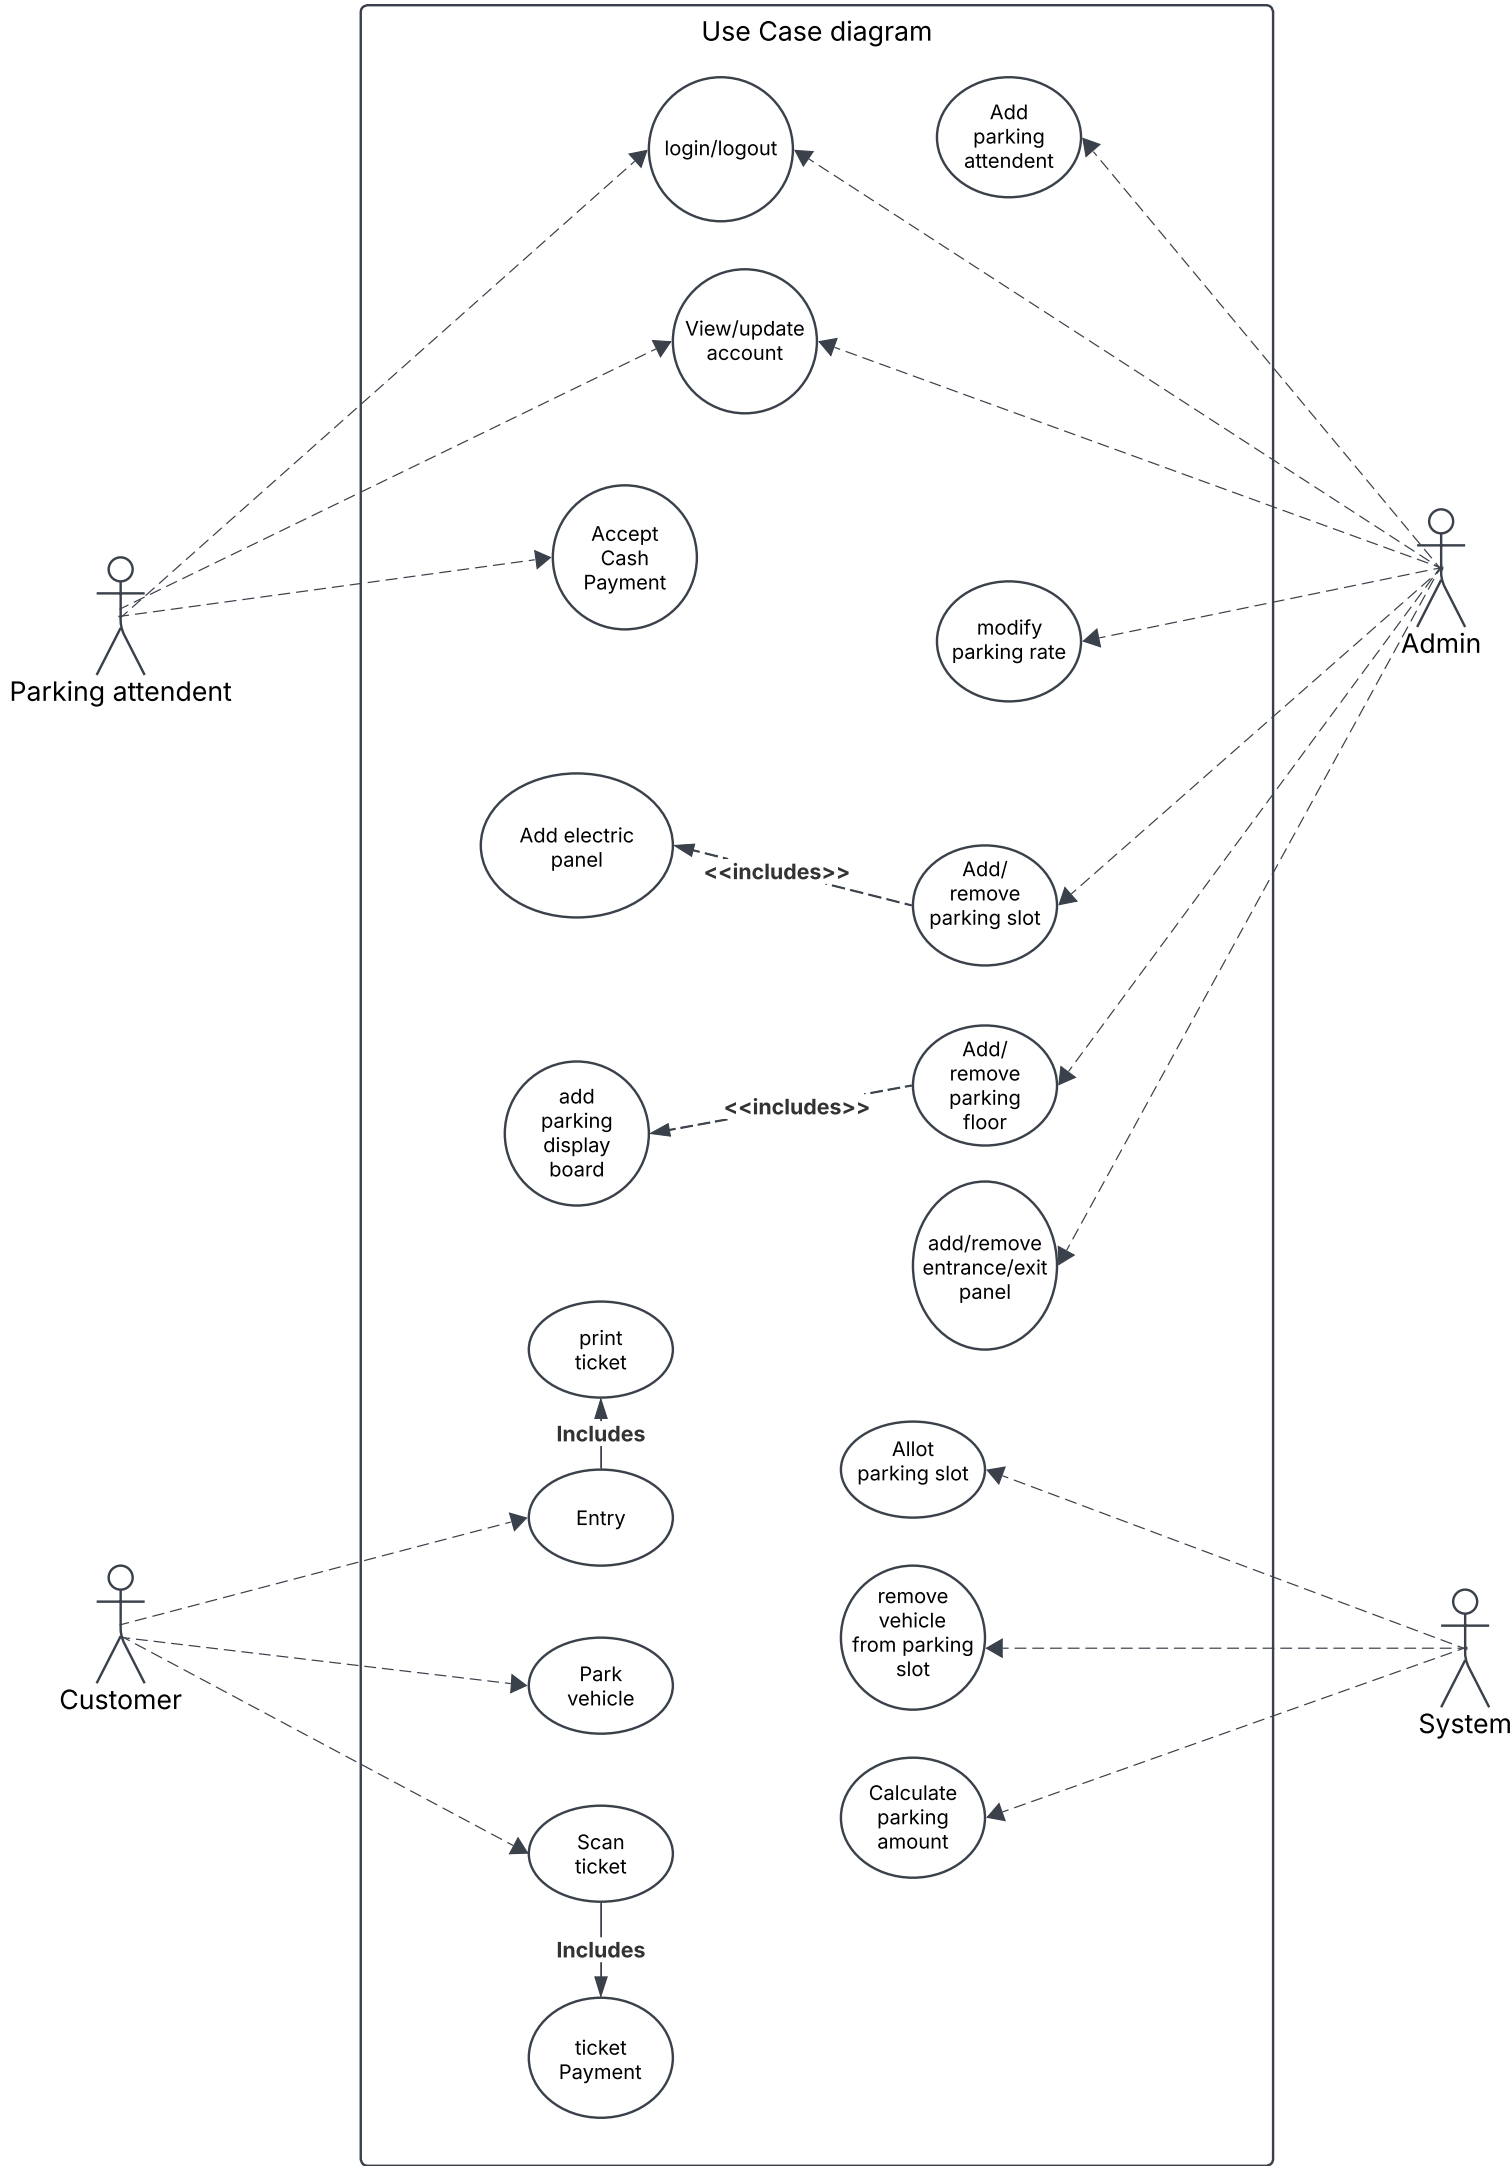 Use Case diagram
login/logout
Add
parking
attendent
View/update
account
Accept
Cash
Payment
Parking attendent
modify
parking rate
Admin
Add electric
panel
<<includes>>
Add/
remove
parking slot
add
parking
display
board
<<includes>>
Add/
remove
parking
floor
add/remove
entrance/exit
panel
print
ticket
Includes
Entry
Allot
parking slot
Customer
Park
vehicle
remove
vehicle
from parking
slot
System
Scan
ticket
Calculate
parking
amount
Includes
ticket
Payment